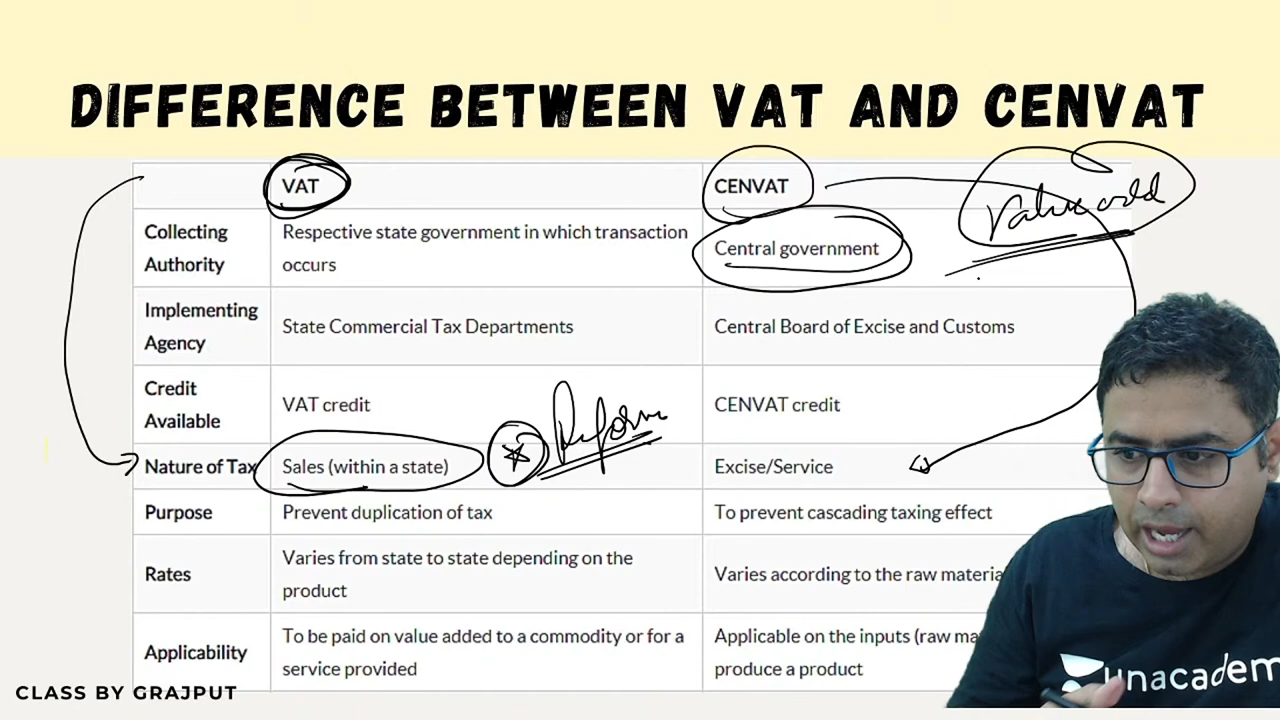 DIFFERENCE BETWEEN VAT AND CENVAT
VAT CENVAT
Value add
Collecting Authority
Respective state government in which transaction
occurs
Central government
Implementing
Agency
State Commercial Tax Departments
Central Board of Excise and Customs
Credit
Available
VAT credit
CENVAT credit
Reform
Nature of Tax Sales (within a state) Excise/Service
Purpose Prevent duplication of tax To prevent cascading taxing effect
Rates
Varies from state to state depending on the
product
Varies according to the raw materia
Applicability
To be paid on value added to a commodity or for a
service provided
Applicable on the inputs (raw ma
produce a product
CLASS BY GRAJPUT
unacadem